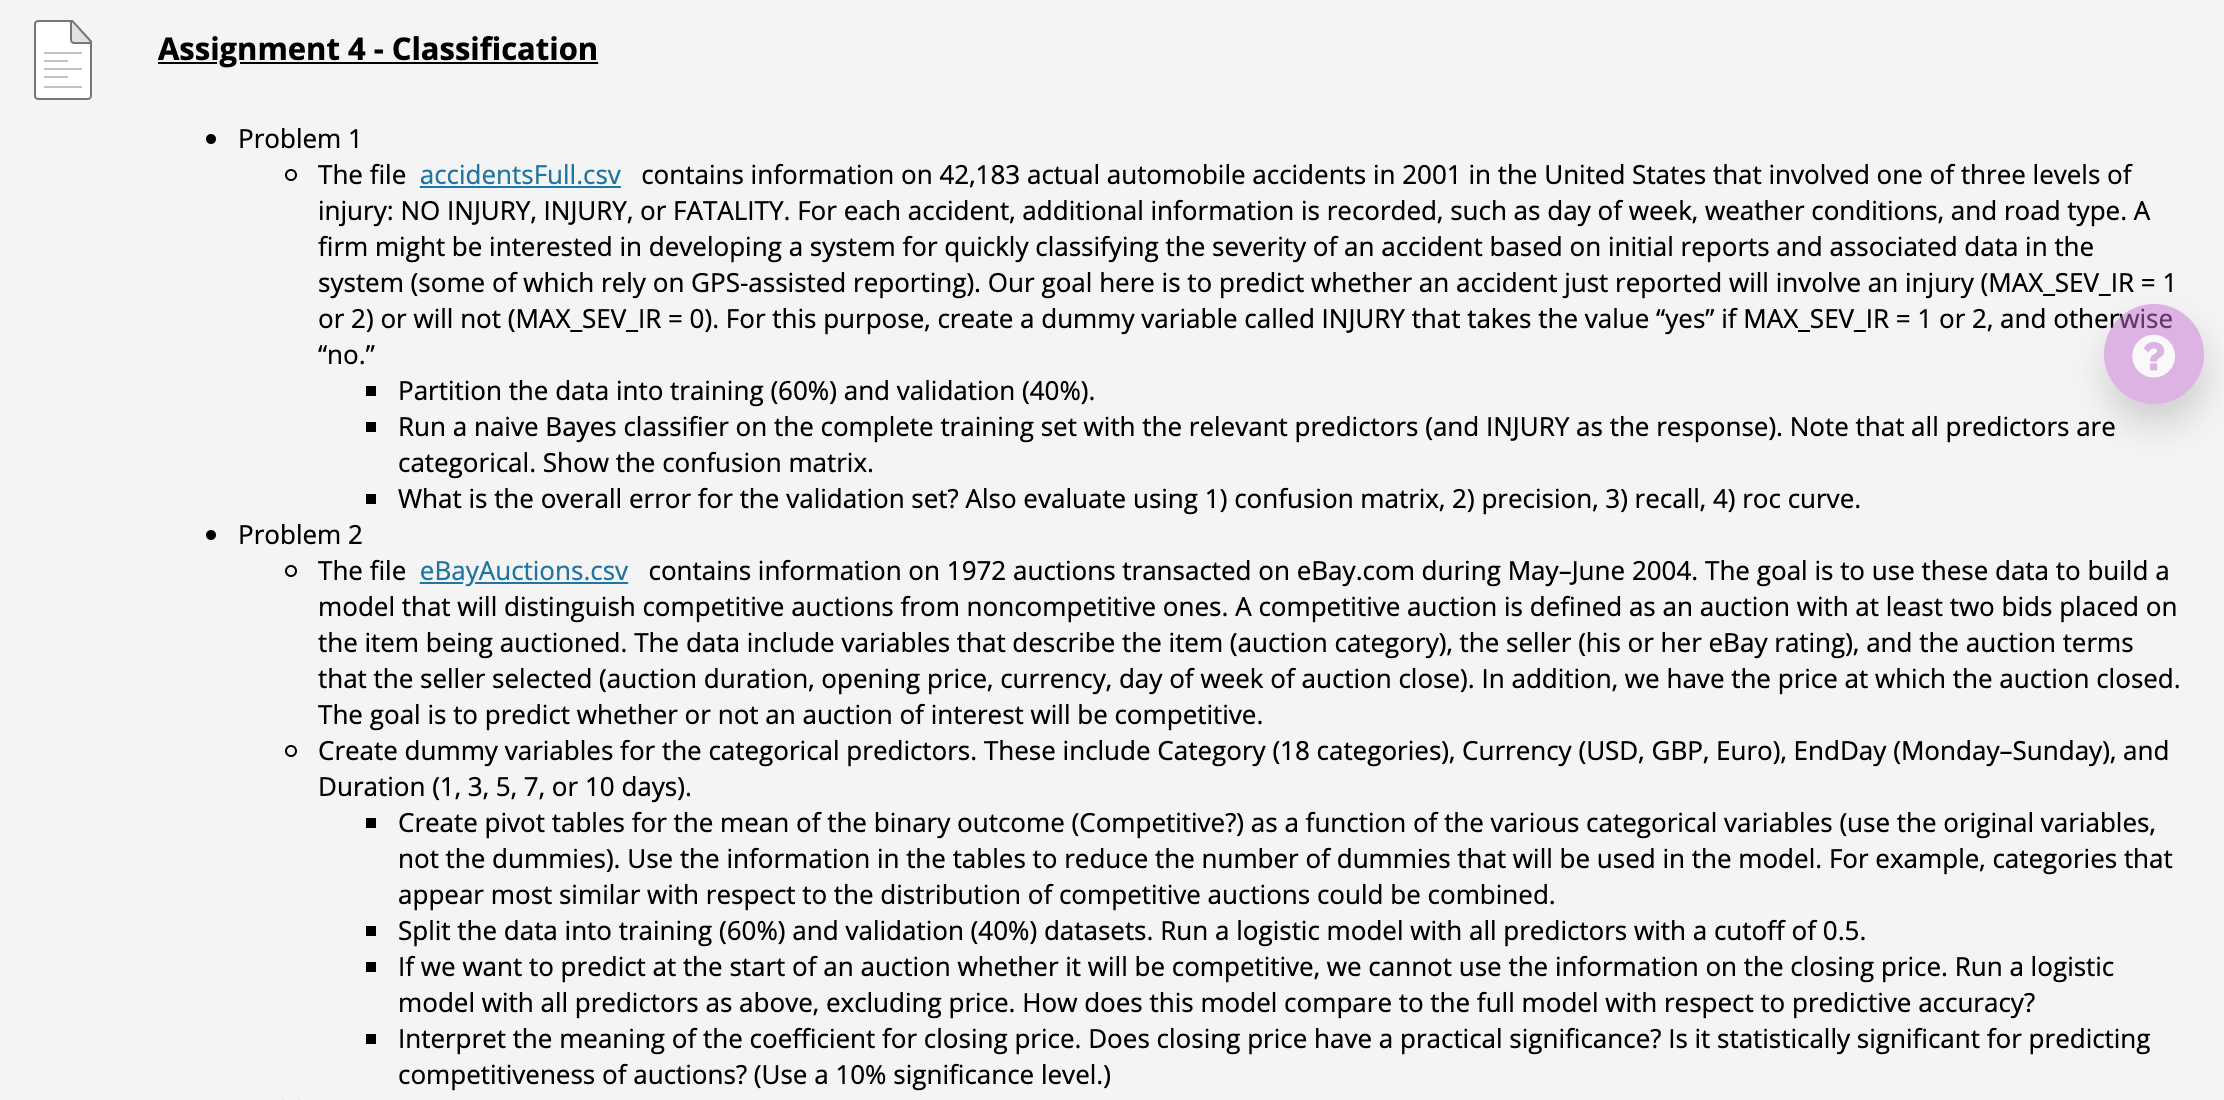 Assignment 4 - Classification
Problem 1
The file accidentsFull.csv contains information on 42,183 actual automobile accidents in 2001 in the United States that involved one of three levels of
injury: NO INJURY, INJURY, or FATALITY. For each accident, additional information is recorded, such as day of week, weather conditions, and road type. A
firm might be interested in developing a system for quickly classifying the severity of an accident based on initial reports and associated data in the
system (some of which rely on GPS-assisted reporting). Our goal here is to predict whether an accident just reported will involve an injury (MAX_SEV_IR = 1
or 2) or will not (MAX_SEV_IR = 0). For this purpose, create a dummy variable called INJURY that takes the value “yes” if MAX_SEV_IR = 1 or 2, and otherwise
“no.”
Partition the data into training (60%) and validation (40%).
Run a naive Bayes classifier on the complete training set with the relevant predictors (and INJURY as the response). Note that all predictors are
categorical. Show the confusion matrix.
What is the overall error for the validation set? Also evaluate using 1) confusion matrix, 2) precision, 3) recall, 4) roc curve.
Problem 2
The file eBayAuctions.csv contains information on 1972 auctions transacted on eBay.com during May–June 2004. The goal is to use these data to build a
model that will distinguish competitive auctions from noncompetitive ones. A competitive auction is defined as an auction with at least two bids placed on
the item being auctioned. The data include variables that describe the item (auction category), the seller (his or her eBay rating), and the auction terms
that the seller selected (auction duration, opening price, currency, day of week of auction close). In addition, we have the price at which the auction closed.
The goal is to predict whether or not an auction of interest will be competitive.
Create dummy variables for the categorical predictors. These include Category (18 categories), Currency (USD, GBP, Euro), EndDay (Monday–Sunday), and
Duration (1, 3, 5, 7, or 10 days).
Create pivot tables for the mean of the binary outcome (Competitive?) as a function of the various categorical variables (use the original variables,
not the dummies). Use the information in the tables to reduce the number of dummies that will be used in the model. For example, categories that
appear most similar with respect to the distribution of competitive auctions could be combined.
Split the data into training (60%) and validation (40%) datasets. Run a logistic model with all predictors with a cutoff of 0.5.
If we want to predict at the start of an auction whether it will be competitive, we cannot use the information on the closing price. Run a logistic
model with all predictors as above, excluding price. How does this model compare to the full model with respect to predictive accuracy?
Interpret the meaning of the coefficient for closing price. Does closing price have a practical significance? Is it statistically significant for predicting
competitiveness of auctions? (Use a 10% significance level.)